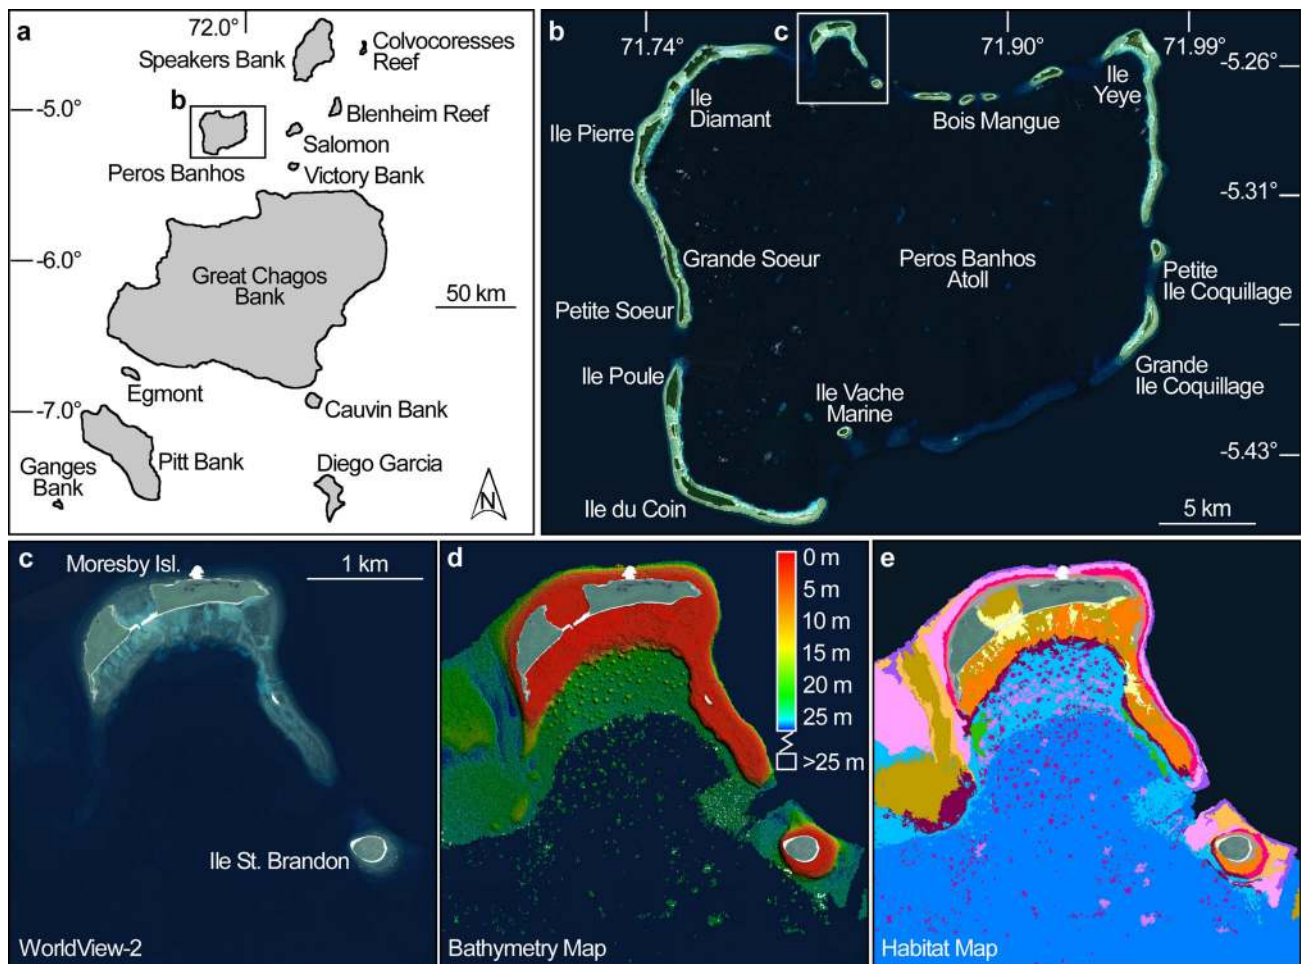 a
72.0°
Speakers Bank
Colvocoresses
Reef
-5.0°
b
Blenheim Reef
Salomon
Peros Banhos
Victory Bank
-6.0°
Great Chagos
Bank
50 km
Egmont
-7.0°
Cauvin Bank
Pitt Bank
Ganges
Bank
Diego Garcia
N
b
71.74°
c
71.90°
71.99°
-5.26°
Ile
Diamant
Ile
Yeye
Ile Pierre
Bois Mangue
-5.31°
Grande Soeur
Peros Banhos
Atoll
Petite
Ile Coquillage
Petite Soeur
Ile Poule
Grande
Ile Coquillage
Ile Vache
Marine
-5.43°
Ile du Coin
5 km
c
Moresby Isl.
1 km
Ile St. Brandon
WorldView-2
d
0 m
5 m
10 m
15 m
20 m
25 m
>25 m
Bathymetry Map
e
Habitat Map